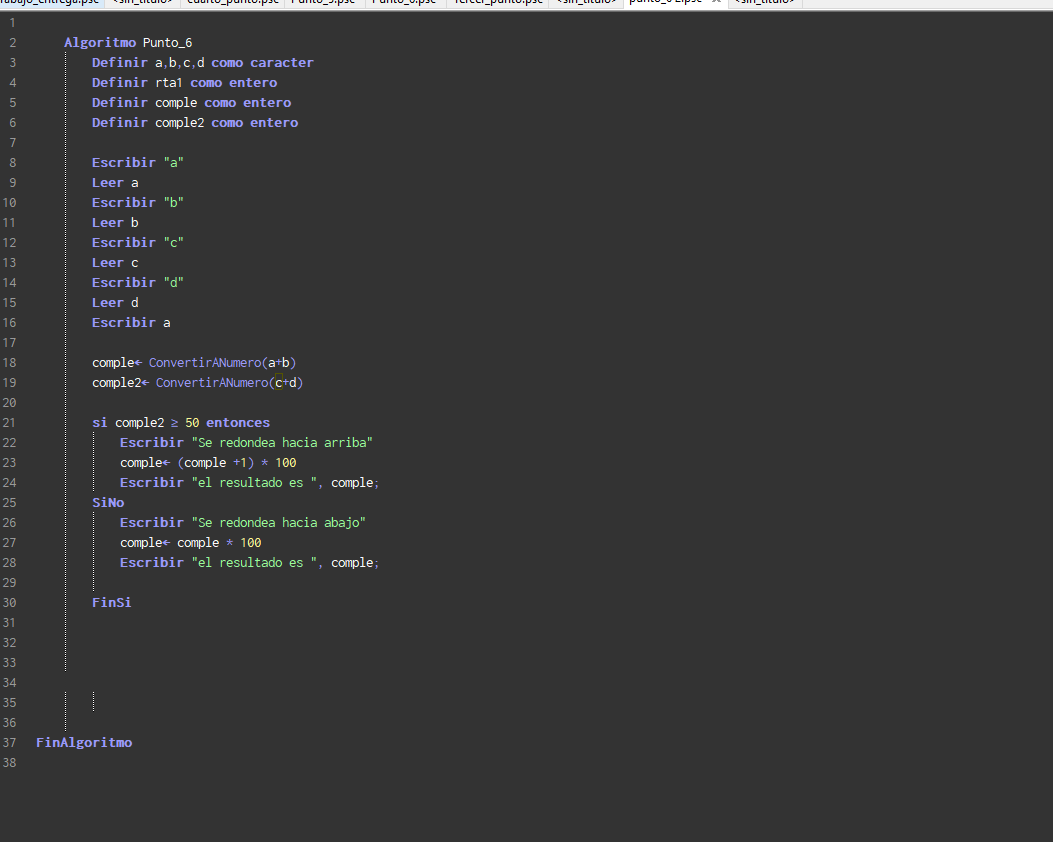 <sin_titulo> cuarto_punto.psc Punto_5.psc Punto_6.psc Tercer_punto.psc <sin_titulo> <sin_titulo>
1
2 Algoritmo Punto_6
3 Definir a,b,c,d como caracter
4 Definir rta1 como entero
5 Definir comple como entero
6 Definir comple2 como entero
7
8 Escribir "a"
9 Leer a
10 Escribir "b"
11 Leer b
12 Escribir "c"
13 Leer c
14 Escribir "d"
15 Leer d
16 Escribir a
17
18 comple← ConvertirANumero(a+b)
19 comple2← ConvertirANumero(c+d)
20
21 si comple2 ≥ 50 entonces
22 Escribir "Se redondea hacia arriba"
23 comple← (comple +1) * 100
24 Escribir "el resultado es ", comple;
25 SiNo
26 Escribir "Se redondea hacia abajo"
27 comple← comple * 100
28 Escribir "el resultado es ", comple;
29
30 FinSi
31
32
33
34
35
36
37 FinAlgoritmo
38